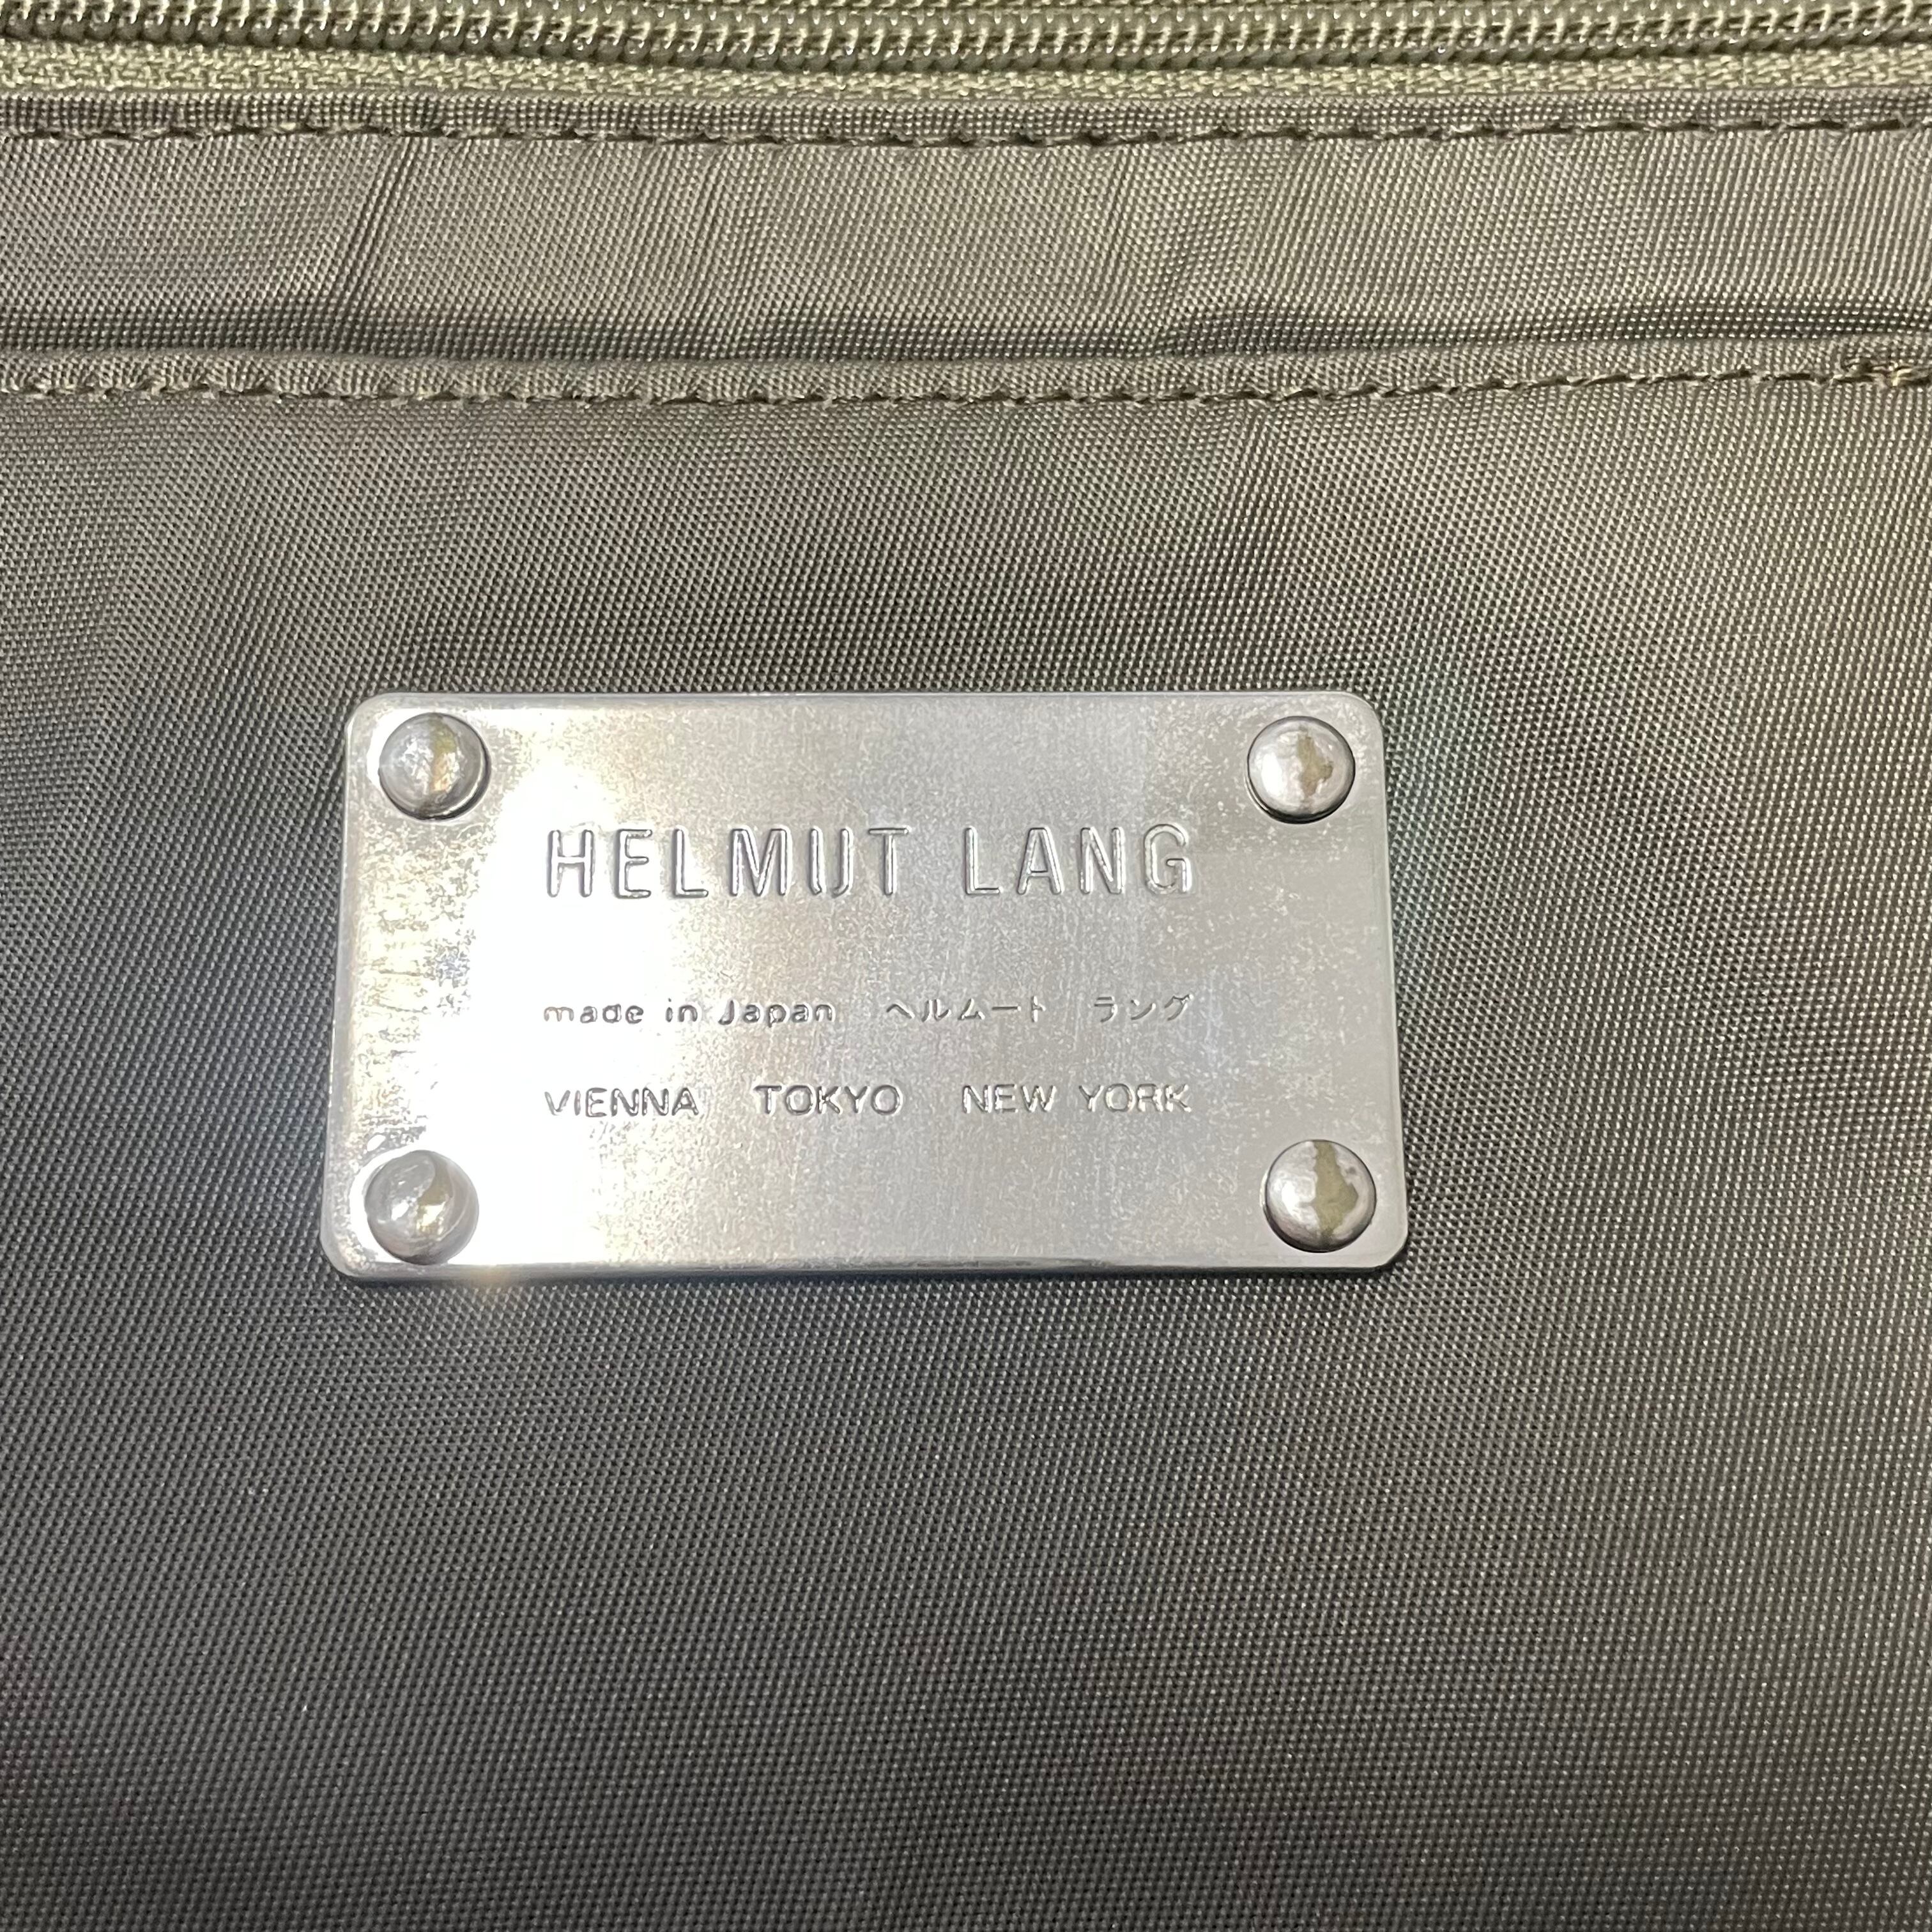 HELMUT LANG
made in Japan ヘルムート ラング
VIENNA TOKYO NEW YORK